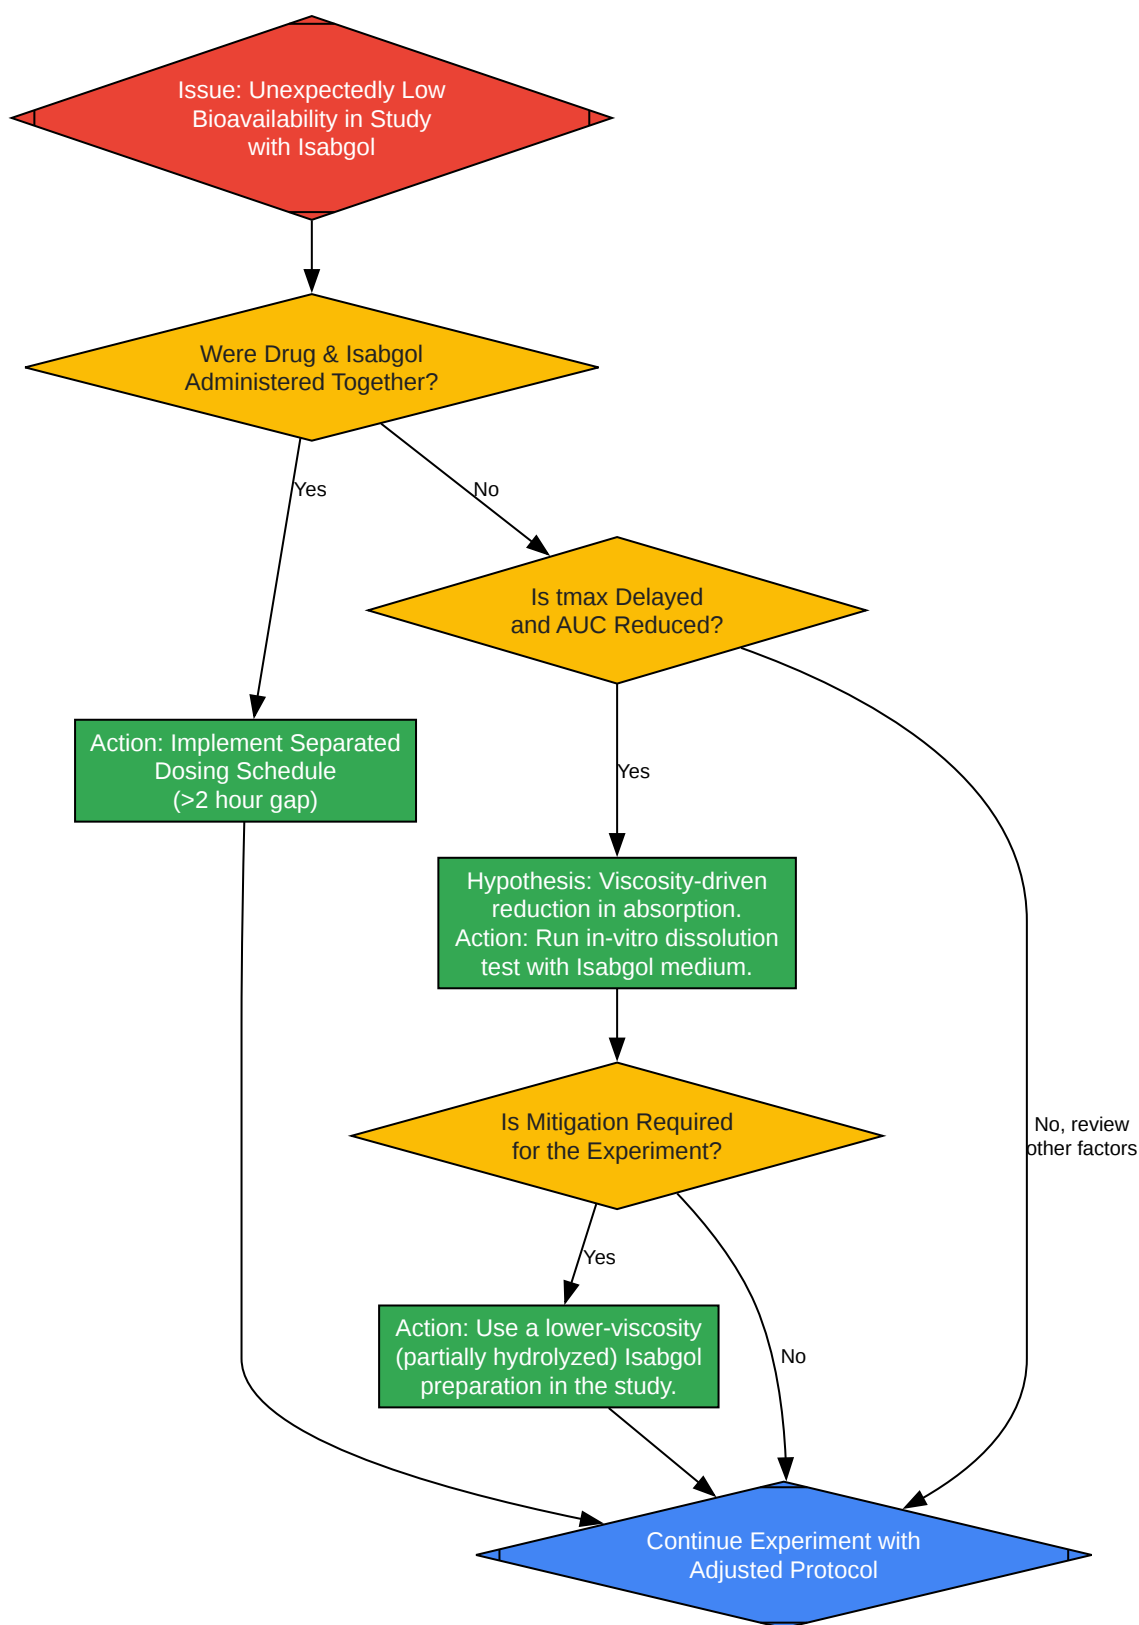 Issue: Unexpectedly Low
Bioavailability in Study
with Isabgol
Were Drug & Isabgol
Administered Together?
Yes
No
Is tmax Delayed
and AUC Reduced?
Action: Implement Separated
Dosing Schedule
(>2 hour gap)
Yes
Hypothesis: Viscosity-driven
reduction in absorption.
Action: Run in-vitro dissolution
test with Isabgol medium.
Is Mitigation Required
for the Experiment?
No, review
other factors
Yes
Action: Use a lower-viscosity
(partially hydrolyzed) Isabgol
preparation in the study.
No
Continue Experiment with
Adjusted Protocol